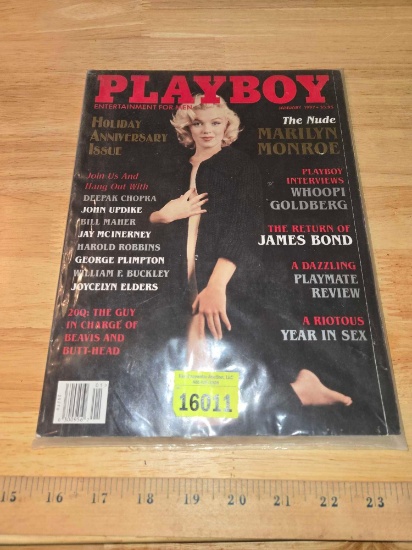 PLAYBOY
ENTERTAINMENT FOR MEN
JANUARY 1997 •
HOLIDAY
ANNIVERSARY
ISSUE
The Nude
MARILYN
MONROE
Join Us And
Hang Out With
DEEPAK CHOPRA
JOHN UPDIKE
BILL MAHER
JAY MCINERNEY
HAROLD ROBBINS
GEORGE PLIMPTON
WILLIAM F. BUCKLEY
JOYCELYN ELDERS
20Q: THE GUY
IN CHARGE OF
BEAVIS AND
BUTT-HEAD
PLAYBOY
INTERVIEWS
WHOOPI
GOLDBERG
THE RETURN OF
JAMES BOND
A DAZZLING
PLAYMATE
REVIEW
A RIOTOUS
YEAR IN SEX
16011
15 16 17 18 19 20 21 22 23